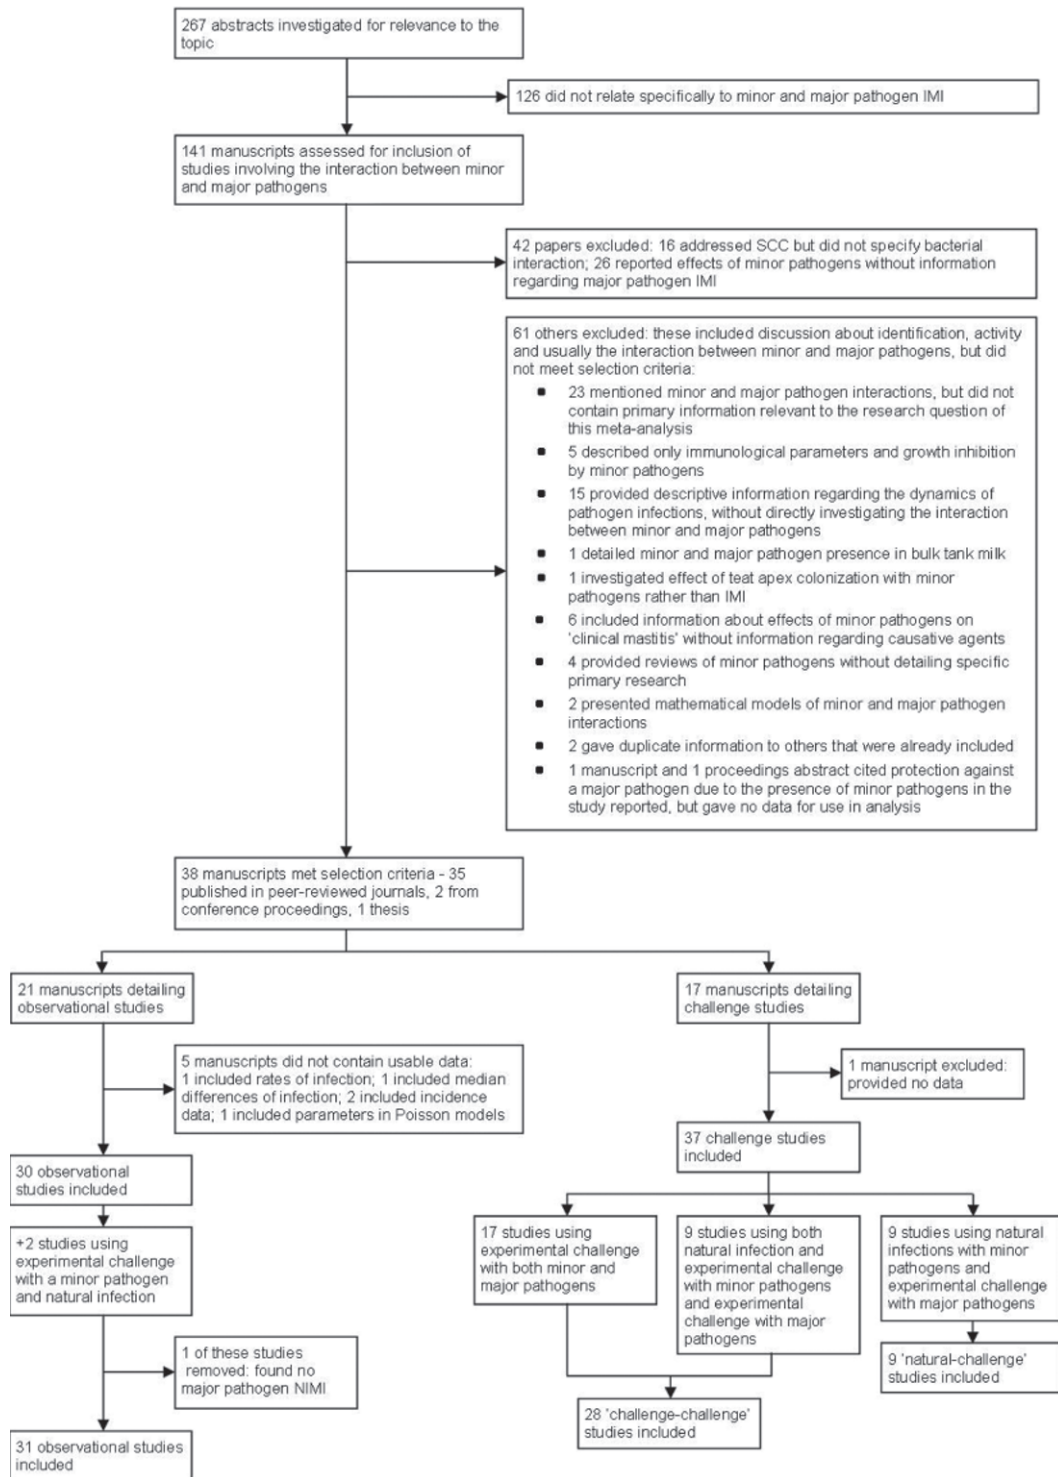 267 abstracts investigated for relevance to the
topic
126 did not relate specifically to minor and major pathogen IMI
141 manuscripts assessed for inclusion of
studies involving the interaction between minor
and major pathogens
42 papers excluded: 16 addressed SCC but did not specify bacterial
interaction; 26 reported effects of minor pathogens without information
regarding major pathogen IMI
61 others excluded: these included discussion about identification, activity
and usually the interaction between minor and major pathogens, but did
not meet selection criteria:
▪ 23 mentioned minor and major pathogen interactions, but did not
contain primary information relevant to the research question of
this meta-analysis
▪ 5 described only immunological parameters and growth inhibition
by minor pathogens
▪ 15 provided descriptive information regarding the dynamics of
pathogen infections, without directly investigating the interaction
between minor and major pathogens
▪ 1 detailed minor and major pathogen presence in bulk tank milk
▪ 1 investigated effect of teat apex colonization with minor
pathogens rather than IMI
▪ 6 included information about effects of minor pathogens on
'clinical mastitis' without information regarding causative agents
▪ 4 provided reviews of minor pathogens without detailing specific
primary research
▪ 2 presented mathematical models of minor and major pathogen
interactions
▪ 2 gave duplicate information to others that were already included
▪ 1 manuscript and 1 proceedings abstract cited protection against
a major pathogen due to the presence of minor pathogens in the
study reported, but gave no data for use in analysis
38 manuscripts met selection criteria - 35
published in peer-reviewed journals, 2 from
conference proceedings, 1 thesis
21 manuscripts detailing
observational studies
5 manuscripts did not contain usable data:
1 included rates of infection; 1 included median
differences of infection; 2 included incidence
data; 1 included parameters in Poisson models
30 observational
studies included
+2 studies using
experimental challenge
with a minor pathogen
and natural infection
1 of these studies
removed: found no
major pathogen NIMI
31 observational studies
included
17 manuscripts detailing
challenge studies
1 manuscript excluded:
provided no data
37 challenge studies
included
17 studies using
experimental challenge
with both minor and
major pathogens
9 studies using both
natural infection and
experimental challenge
with minor pathogens
and experimental
challenge with major
pathogens
9 studies using natural
infections with minor
pathogens and
experimental challenge
with major pathogens
28 'challenge-challenge'
studies included
9 'natural-challenge'
studies included